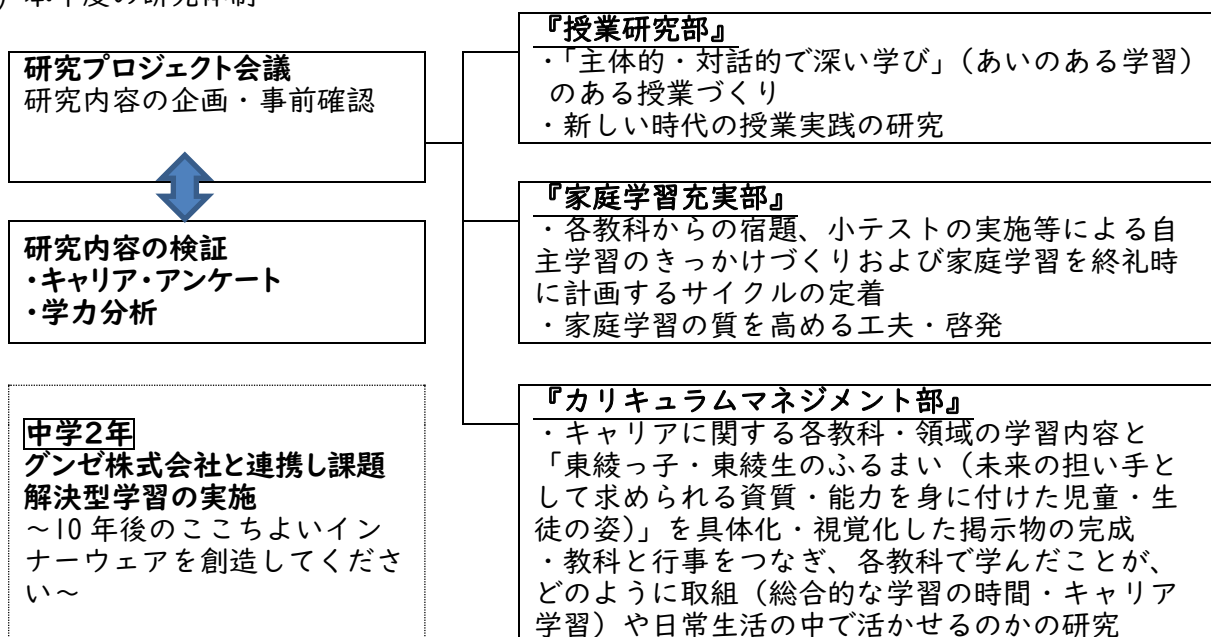 研究プロジェクト会議
研究内容の企画・事前確認
研究内容の検証
・キャリア・アンケート
・学力分析
中学2年
グンゼ株式会社と連携し課題
解決型学習の実施
～10年後のここちよいイン
ナーウェアを創造してくださ
い～
『授業研究部』
・「主体的・対話的で深い学び」(あいのある学習)
のある授業づくり
・新しい時代の授業実践の研究
『家庭学習充実部』
・各教科からの宿題、小テストの実施等による自
主学習のきっかけづくりおよび家庭学習を終礼時
に計画するサイクルの定着
・家庭学習の質を高める工夫・啓発
『カリキュラムマネジメント部』
・キャリアに関する各教科・領域の学習内容と
「東綾っ子・東綾生のふるまい(未来の担い手と
して求められる資質・能力を身に付けた児童・生
徒の姿)」を具体化・視覚化した掲示物の完成
・教科と行事をつなぎ、各教科で学んだことが、
どのように取組(総合的な学習の時間・キャリア
学習)や日常生活の中で活かせるのかの研究